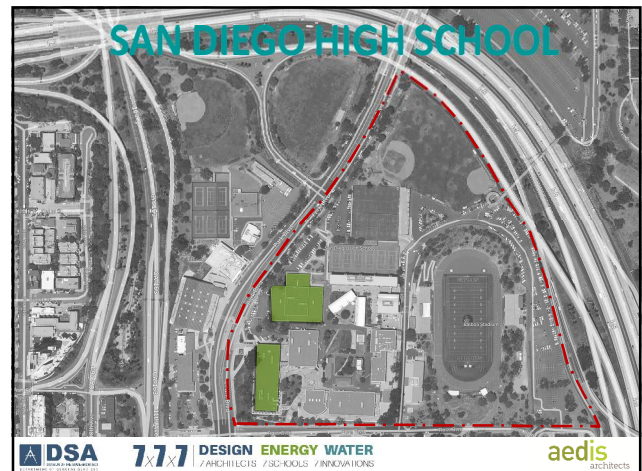 SAN DIEGO HIGH SCHOOL
DSA
7x7x7
DESIGN ENERGY WATER
7 ARCHITECTS 7 SCHOOLS 7 INNOVATIONS
aedis
architects